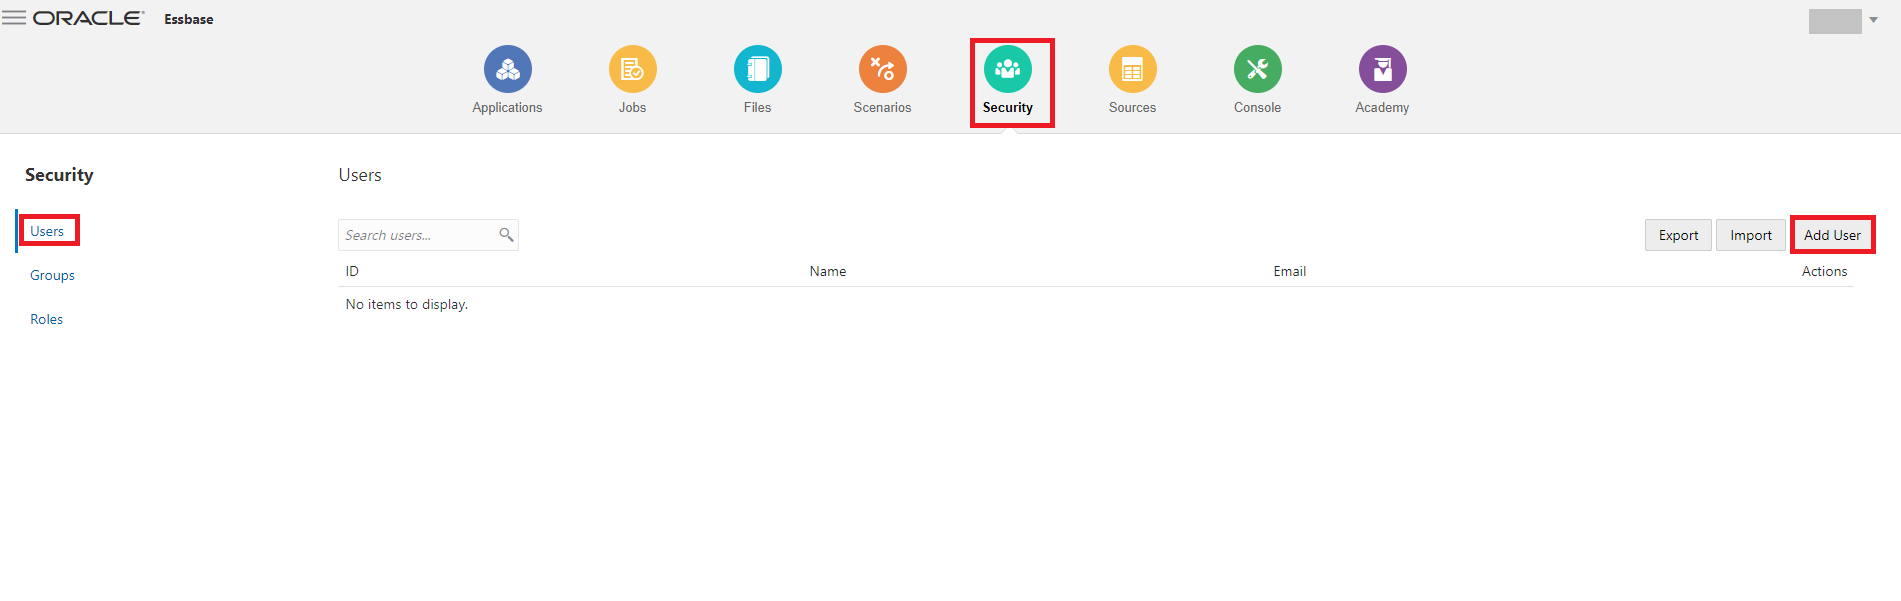 ORACLE Essbase
Applications Jobs Files Scenarios Security Sources Console Academy
Security
Users
Groups
Roles
Users
Search users...
Export Import Add User
ID Name Email Actions
No items to display.